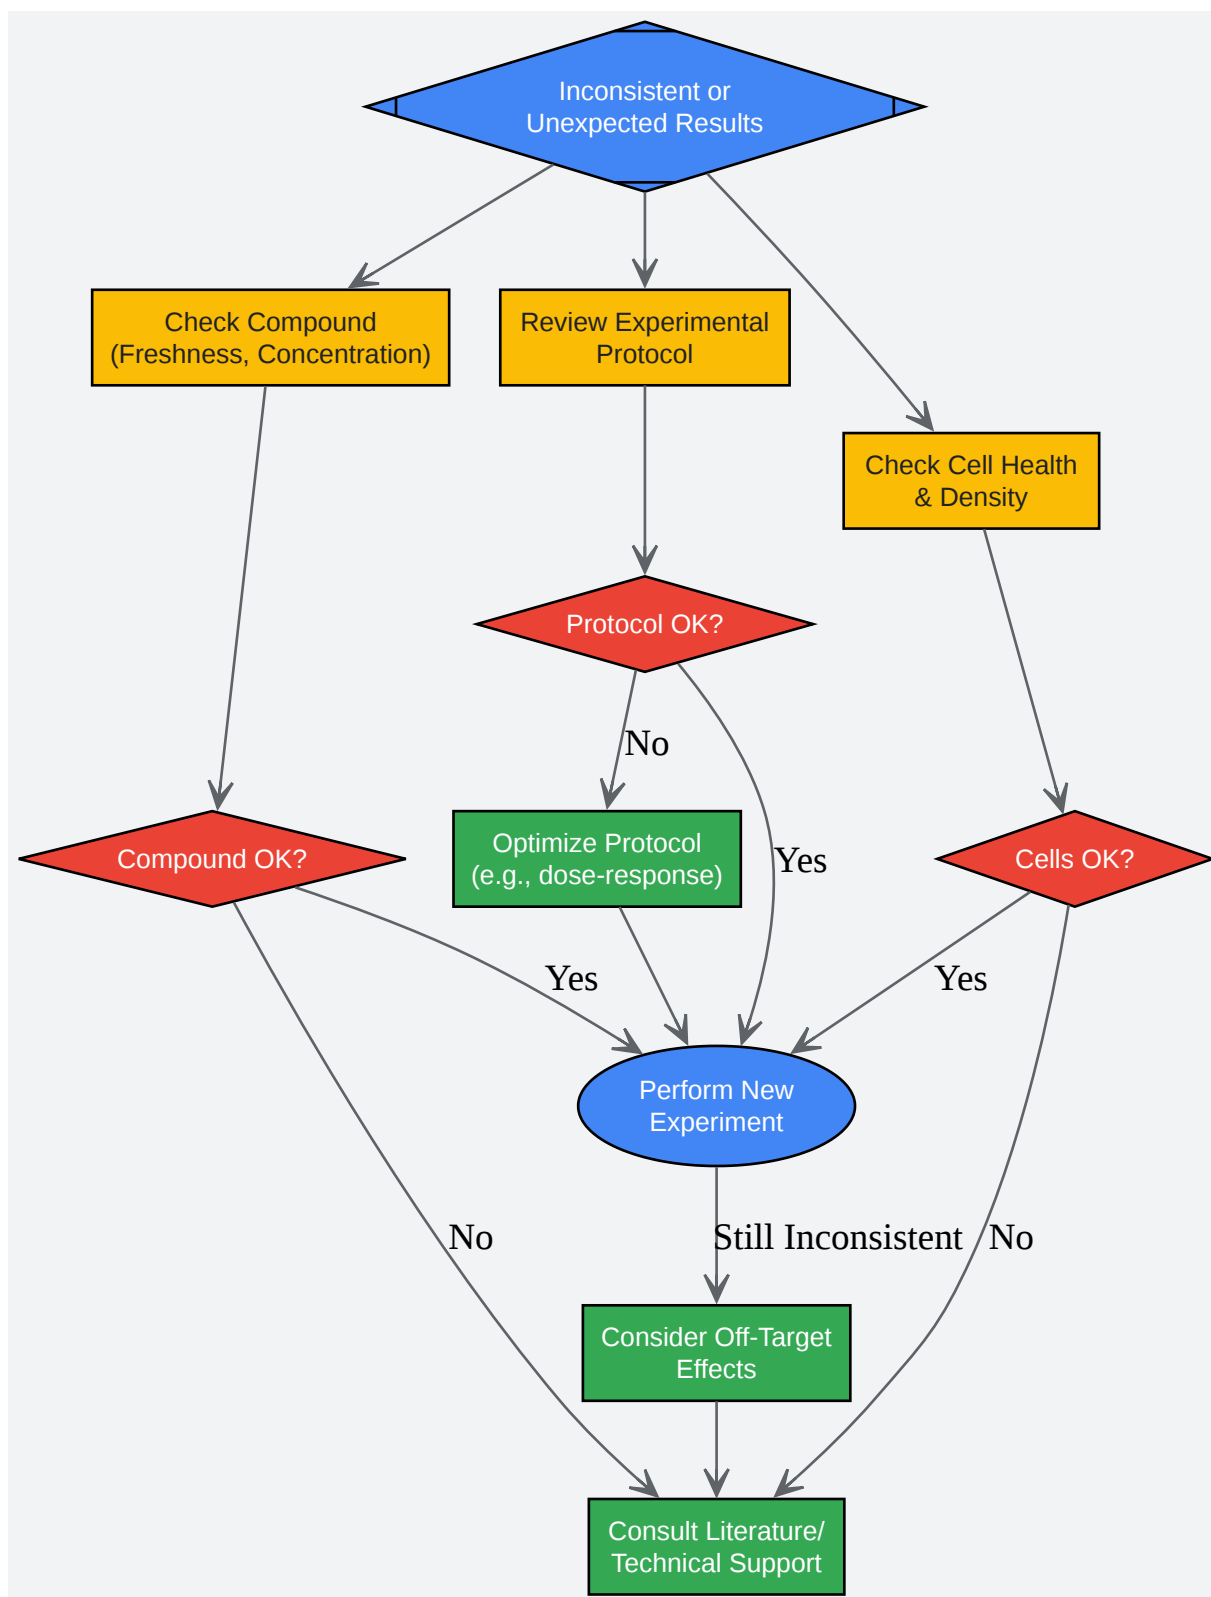 Inconsistent or
Unexpected Results
Check Compound
(Freshness, Concentration)
Review Experimental
Protocol
Check Cell Health
& Density
Protocol OK?
No
Compound OK?
Optimize Protocol
(e.g., dose-response)
Yes
Cells OK?
Yes
Yes
Perform New
Experiment
No
Still Inconsistent
No
Consider Off-Target
Effects
Consult Literature/
Technical Support